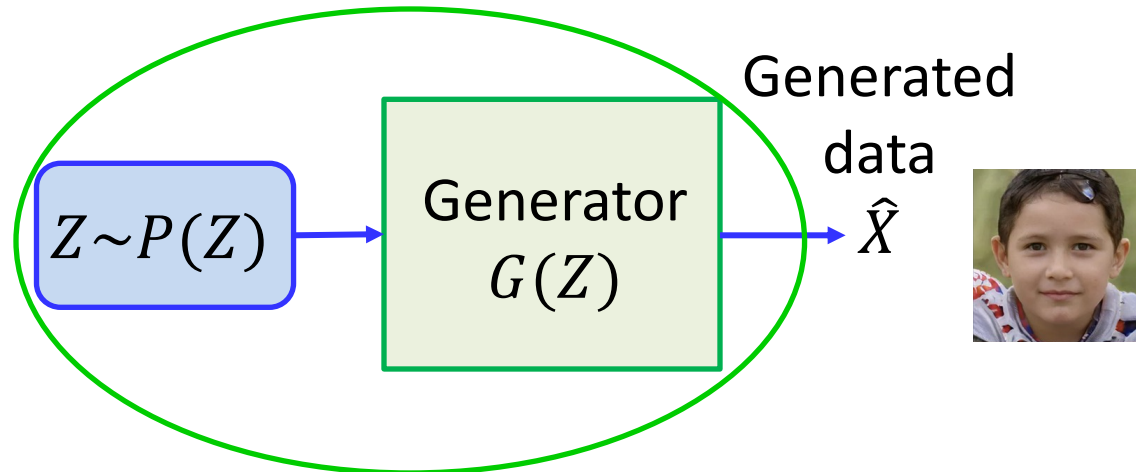 Generated
data
Z~P(Z)
Generator
G(Z)
X̂